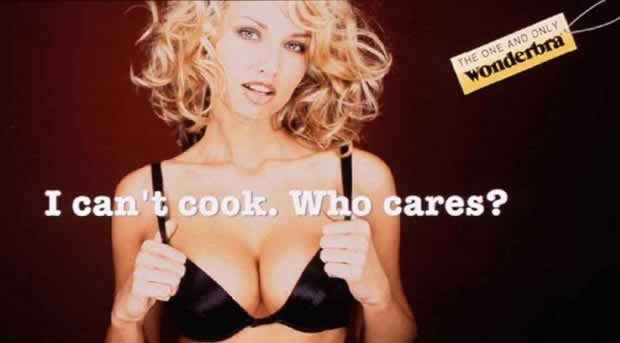 THE ONE AND ONLY
wonderbra
I can't cook. Who cares?